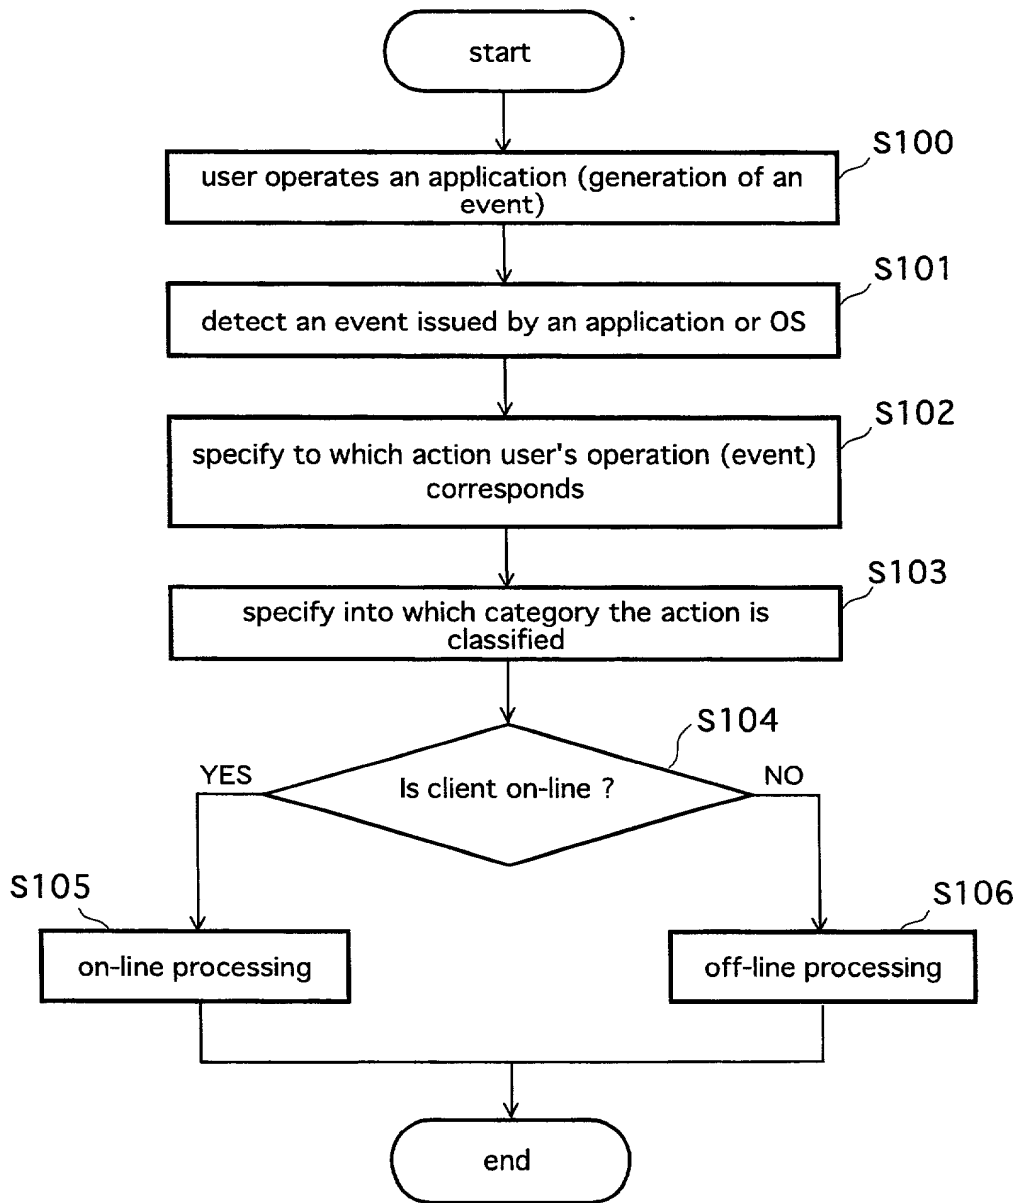 start
S100
user operates an application (generation of an
event)
S101
detect an event issued by an application or OS
S102
specify to which action user's operation (event)
corresponds
S103
specify into which category the action is
classified
S104
YES
Is client on-line ?
NO
S105
on-line processing
S106
off-line processing
end